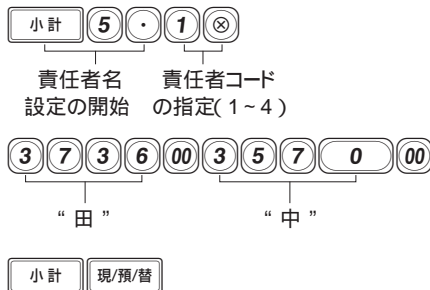 小計 5 ・ 1 ⊗
責任者名 責任者コード
設定の開始 の指定(1~4)
3 7 3 6 00 3 5 7 0 00
“田” “中”
小計 現/預/替